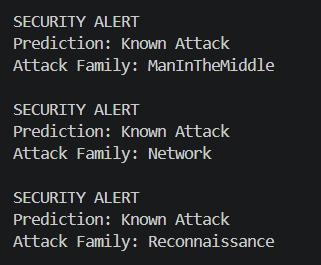 SECURITY ALERT
Prediction: Known Attack
Attack Family: ManInTheMiddle
SECURITY ALERT
Prediction: Known Attack
Attack Family: Network
SECURITY ALERT
Prediction: Known Attack
Attack Family: Reconnaissance